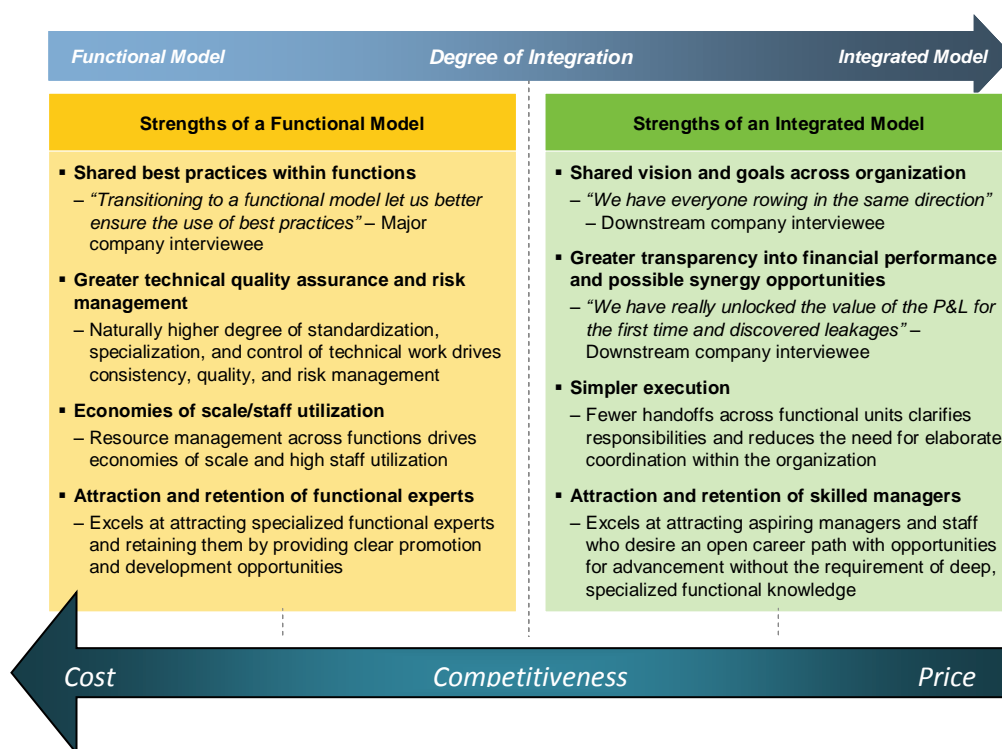 Functional Model Degree of Integration Integrated Model
Strengths of a Functional Model
▪ Shared best practices within functions
– “Transitioning to a functional model let us better
ensure the use of best practices” – Major
company interviewee
▪ Greater technical quality assurance and risk
management
– Naturally higher degree of standardization,
specialization, and control of technical work drives
consistency, quality, and risk management
▪ Economies of scale/staff utilization
– Resource management across functions drives
economies of scale and high staff utilization
▪ Attraction and retention of functional experts
– Excels at attracting specialized functional experts
and retaining them by providing clear promotion
and development opportunities
Strengths of an Integrated Model
▪ Shared vision and goals across organization
– “We have everyone rowing in the same direction”
– Downstream company interviewee
▪ Greater transparency into financial performance
and possible synergy opportunities
– “We have really unlocked the value of the P&L for
the first time and discovered leakages” –
Downstream company interviewee
▪ Simpler execution
– Fewer handoffs across functional units clarifies
responsibilities and reduces the need for elaborate
coordination within the organization
▪ Attraction and retention of skilled managers
– Excels at attracting aspiring managers and staff
who desire an open career path with opportunities
for advancement without the requirement of deep,
specialized functional knowledge
Cost Competitiveness Price